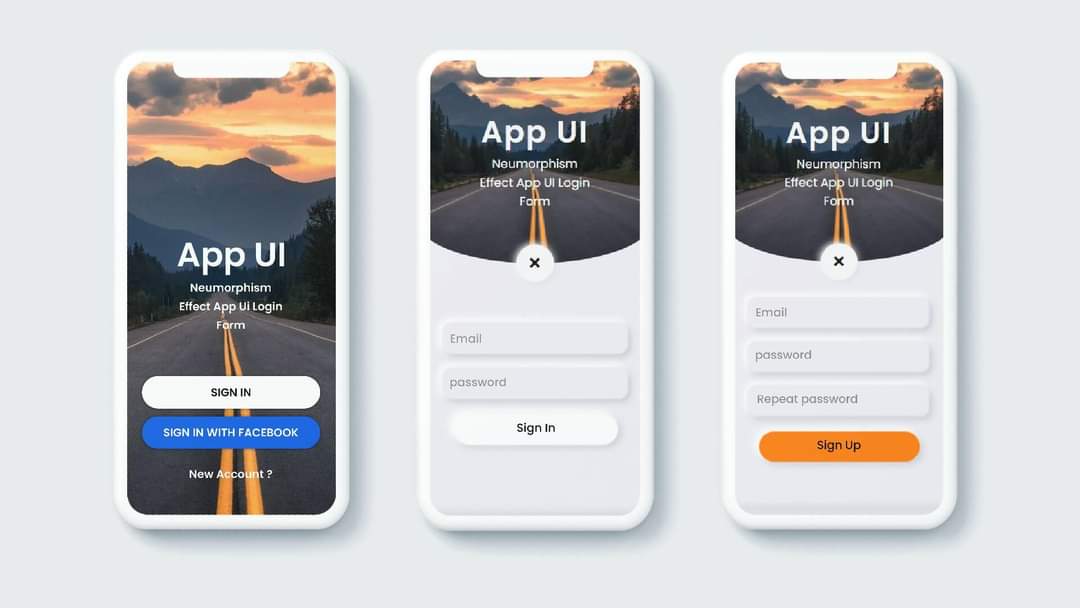 App UI
Neumorphism
Effect App Ui Login
Form
SIGN IN
SIGN IN WITH FACEBOOK
New Account ?
App UI
Neumorphism
Effect App UI Login
Form
×
Email
password
Sign In
App UI
Neumorphism
Effect App UI Login
Form
×
Email
password
Repeat password
Sign Up